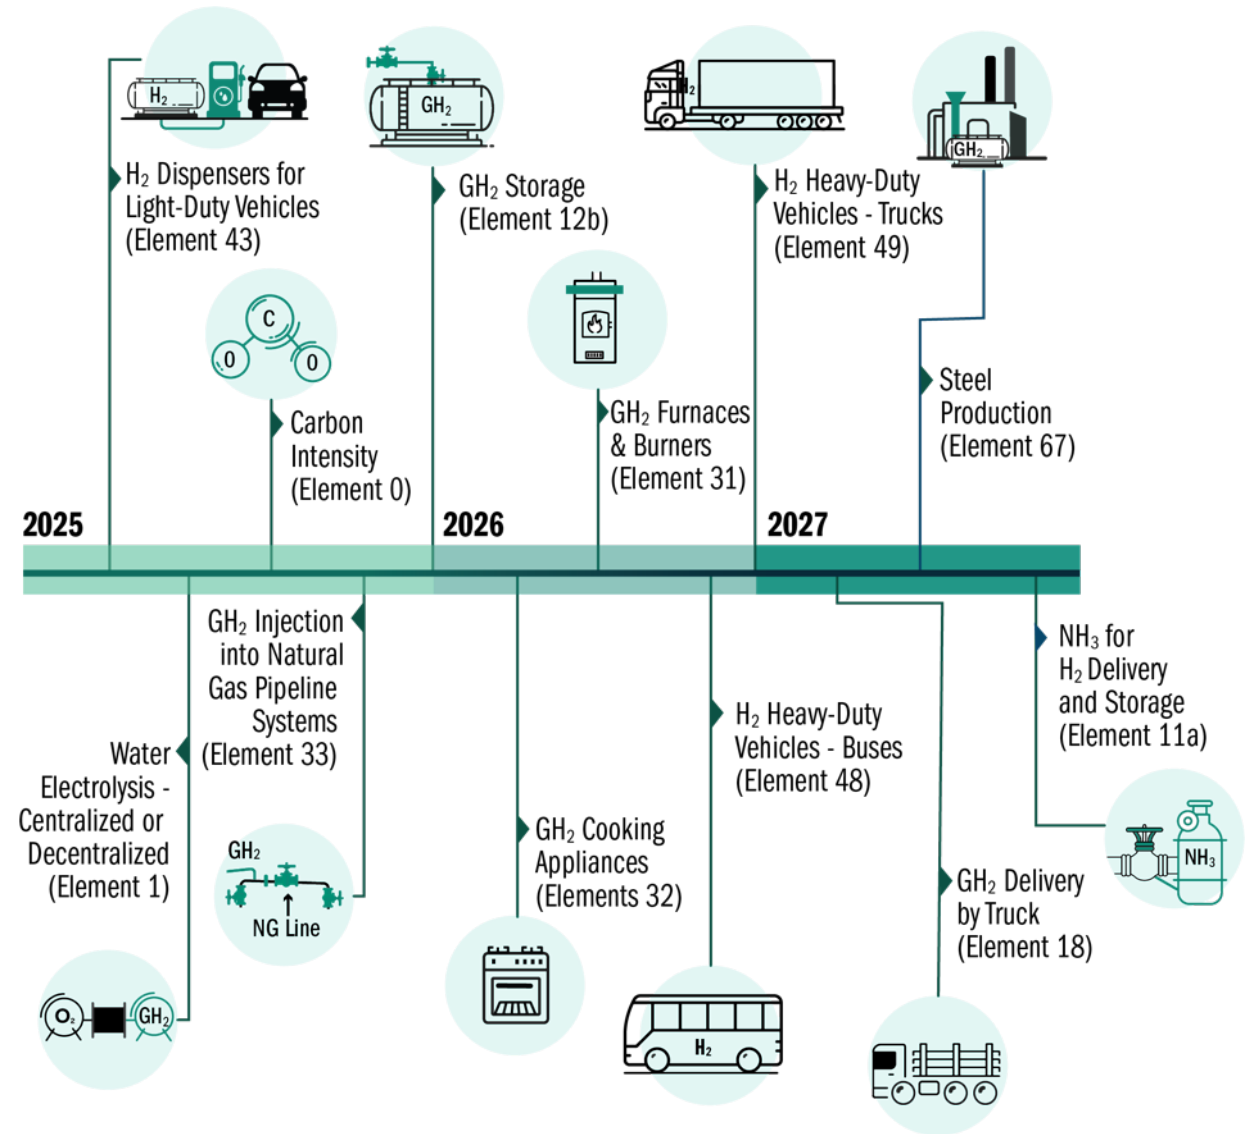 H₂
H₂ Dispensers for
Light-Duty Vehicles
(Element 43)
GH₂
GH₂ Storage
(Element 12b)
H₂
H₂ Heavy-Duty
Vehicles - Trucks
(Element 49)
GH₂
Steel
Production
(Element 67)
C
O
O
Carbon
Intensity
(Element 0)
GH₂ Furnaces
& Burners
(Element 31)
2025
2026
2027
GH₂ Injection
into Natural
Gas Pipeline
Systems
(Element 33)
GH₂
NG Line
Water
Electrolysis -
Centralized or
Decentralized
(Element 1)
O₂
GH₂
GH₂ Cooking
Appliances
(Elements 32)
H₂ Heavy-Duty
Vehicles - Buses
(Element 48)
H₂
GH₂ Delivery
by Truck
(Element 18)
NH₃ for
H₂ Delivery
and Storage
(Element 11a)
NH₃